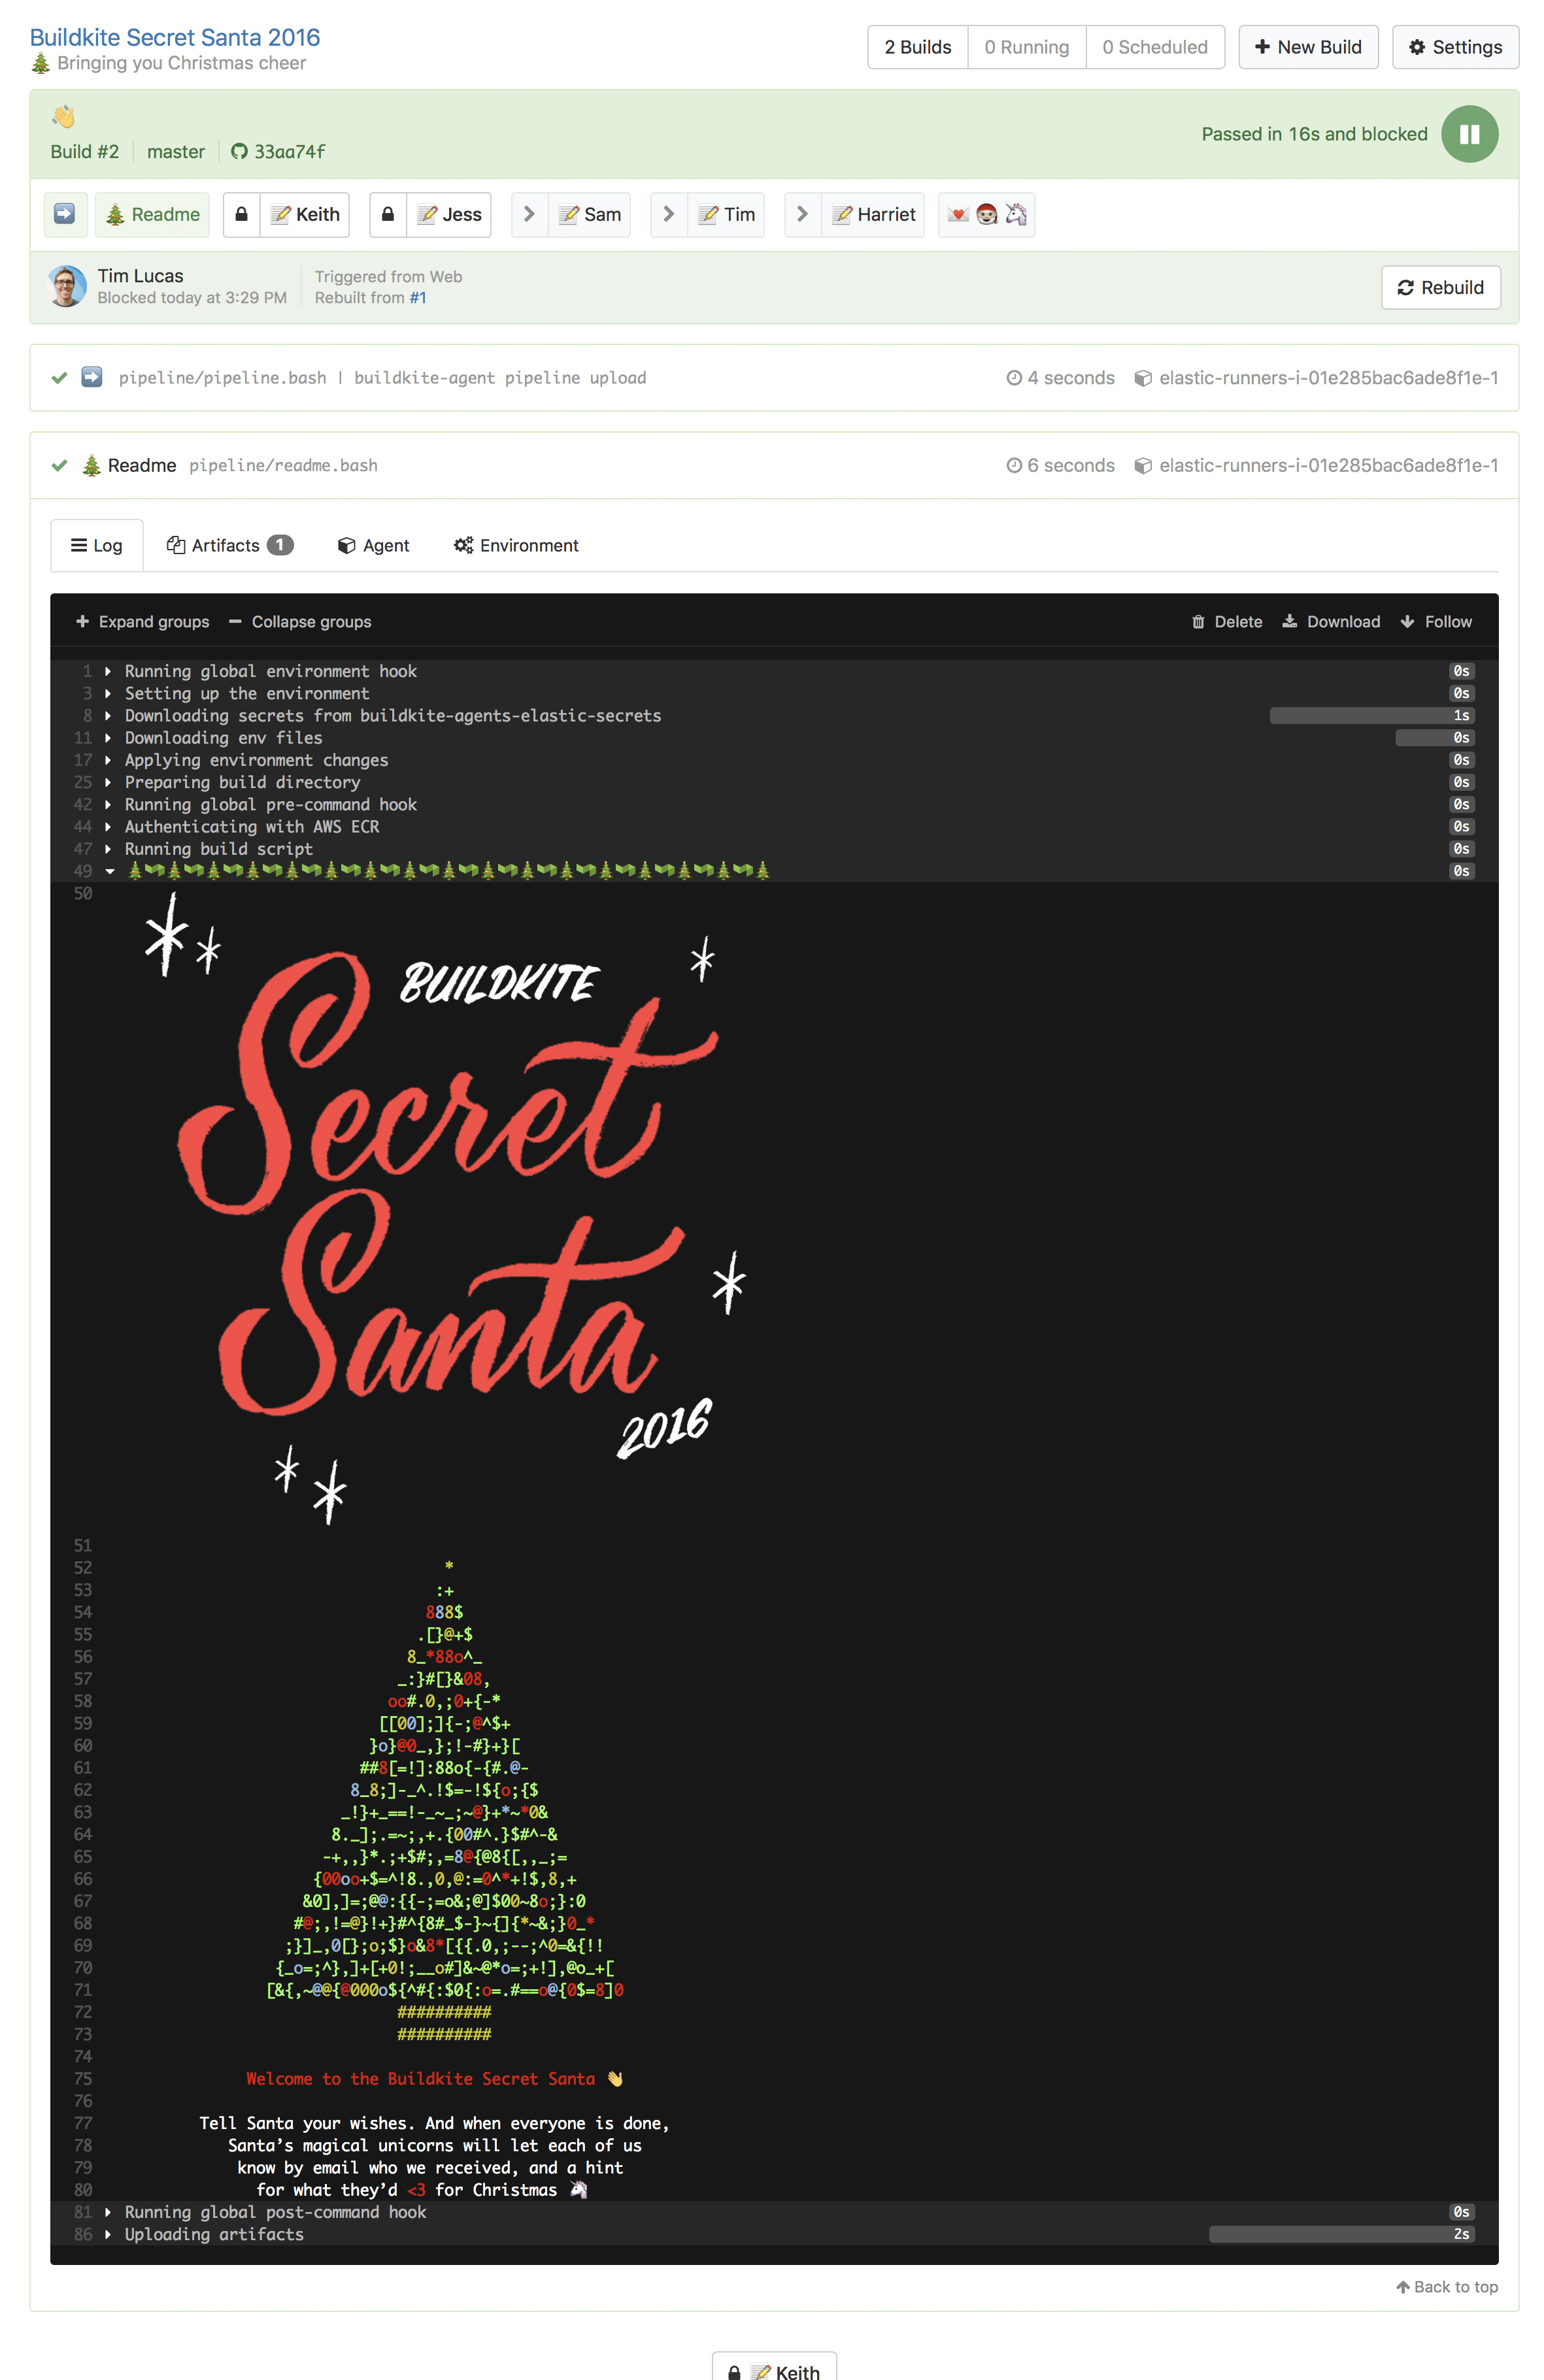 Buildkite Secret Santa 2016
🎄 Bringing you Christmas cheer
2 Builds 0 Running 0 Scheduled New Build Settings
👋
Build #2 master 33aa74f
Passed in 16s and blocked
➡️ 🎄 Readme 📝 Keith 📝 Jess 📝 Sam 📝 Tim 📝 Harriet 💌 🎅 🦄
Tim Lucas
Blocked today at 3:29 PM
Triggered from Web
Rebuilt from #1
Rebuild
pipeline/pipeline.bash | buildkite-agent pipeline upload 4 seconds elastic-runners-i-01e285bac6ade8f1e-1
🎄 Readme pipeline/readme.bash 6 seconds elastic-runners-i-01e285bac6ade8f1e-1
Log Artifacts 1 Agent Environment
+ Expand groups − Collapse groups Delete Download Follow
1 Running global environment hook 0s
3 Setting up the environment 0s
8 Downloading secrets from buildkite-agents-elastic-secrets 1s
11 Downloading env files 0s
17 Applying environment changes 0s
25 Preparing build directory 0s
42 Running global pre-command hook 0s
44 Authenticating with AWS ECR 0s
47 Running build script 0s
49 0s
50
BUILDKITE
Secret
Santa
2016
51
52 *
53 :+
54 888$
55 .[}@+$
56 8_*88o^_
57 _:}#[}&08,
58 oo#.0,;0+{-*
59 [[00];]{-;@^$+
60 }o}@0_,};!-#}+}[
61 ##8[=!]:88o{-{#.@-
62 8_8;]-_^.!$=-!${o;{$
63 _!}+_==!-_~_;~@}+*~*0&
64 8._];.=~;,+.{00#^.}$#^-&
65 -+,,}*.;+$#;,=8@{@8{[,,_;=
66 {00oo+$=^!8.,0,@:=0^*+!$,8,+
67 &0],]=;@@:{{-;=o&;@]$00~8o;}:0
68 #@;,!=@}!+}#^{8#_$-}~{]{*~&;}0_*
69 ;}]_,0[};o;$}o&8*[{{.0,;--;^0=&{!!
70 {_o=;^},]+[+0!;__o#]&~@*o=;+!],@o_+[
71 [&{,~@@{@000o${^#{:$0{:o=.#==o@{0$=8]0
72 ##########
73 ##########
74
75 Welcome to the Buildkite Secret Santa 👋
76
77 Tell Santa your wishes. And when everyone is done,
78 Santa’s magical unicorns will let each of us
79 know by email who we received, and a hint
80 for what they’d <3 for Christmas 🦄
81 Running global post-command hook 0s
86 Uploading artifacts 2s
Back to top
📝 Keith